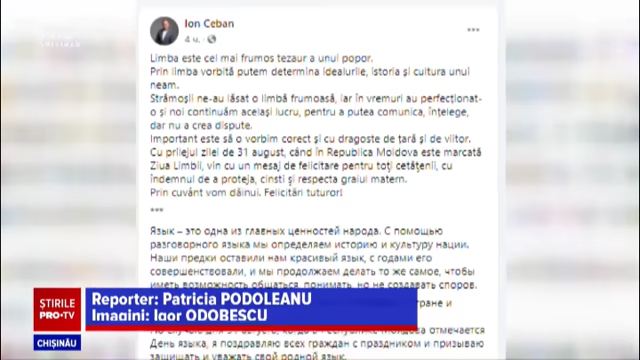 Ion Ceban
4 ч.
Limba este cel mai frumos tezaur a unui popor.
Prin limba vorbită putem determina idealurile, istoria și cultura unui
neam.
Strămoșii ne-au lăsat o limbă frumoasă, iar în vremuri au perfecționat-
o și noi continuăm același lucru, pentru a putea comunica, înțelege,
dar nu a crea dispute.
Important este să o vorbim corect și cu dragoste de țară și de viitor.
Cu prilejul zilei de 31 august, când în Republica Moldova este marcată
Ziua Limbii, vin cu un mesaj de felicitare pentru toți cetățenii, cu
îndemnul de a proteja, cinsti și respecta graiul matern.
Prin cuvânt vom dăinui. Felicitări tuturor!
***
Язык – это одна из главных ценностей народа. С помощью
разговорного языка мы определяем историю и культуру нации.
Наши предки оставили нам красивый язык, с годами его
совершенствовали, и мы продолжаем делать то же самое, чтобы
иметь возможность общаться, понимать, но не создавать споров.
тране и
Reporter: Patricia PODOLEANU
Imagini: Igor ODOBESCU
ȘTIRILE
PRO•TV
CHIȘINĂU
отмечается
День языка, я поздравляю всех граждан с праздником и призываю
защищать и уважать свой родной язык.